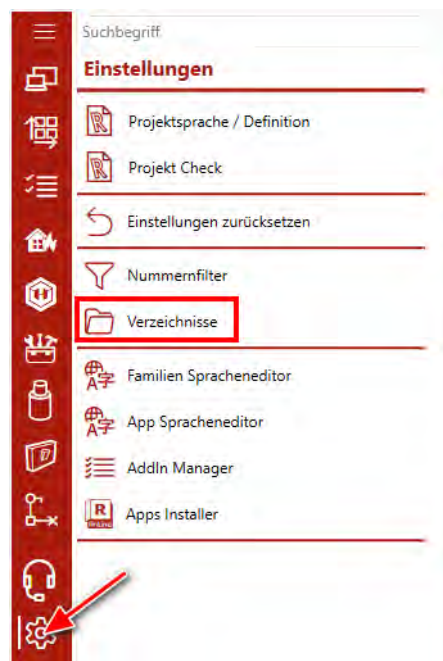 Suchbegriff
Einstellungen
Projektsprache / Definition
Projekt Check
Einstellungen zurücksetzen
Nummernfilter
Verzeichnisse
Familien Spracheneditor
App Spracheneditor
AddIn Manager
Apps Installer